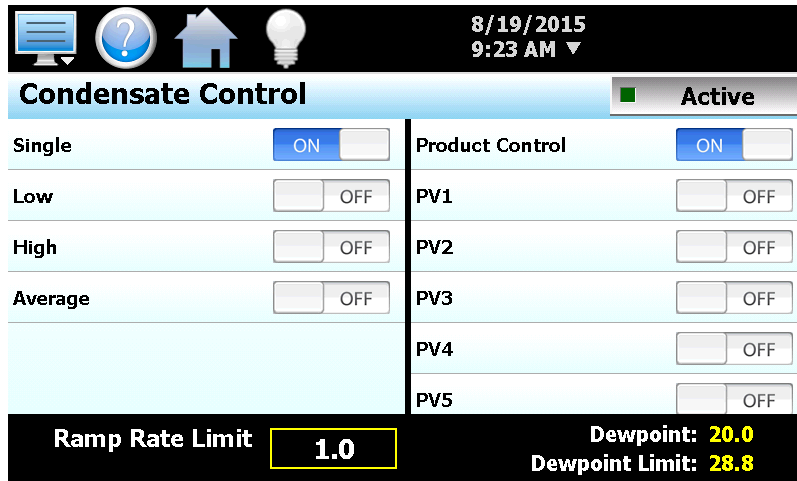 8/19/2015
9:23 AM ▼
Condensate Control
Active
Single ON
Low OFF
High OFF
Average OFF
Product Control ON
PV1 OFF
PV2 OFF
PV3 OFF
PV4 OFF
PV5 OFF
Ramp Rate Limit 1.0
Dewpoint: 20.0
Dewpoint Limit: 28.8